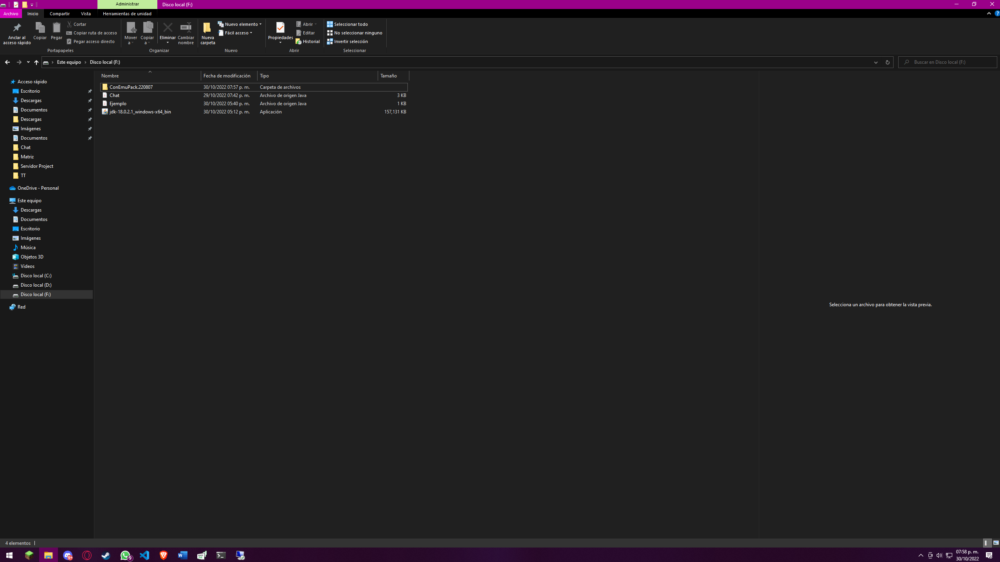 Administrar
Disco local (F:)
Archivo
Inicio
Compartir
Vista
Herramientas de unidad
Anclar al
acceso rápido
Copiar
Pegar
Cortar
Copiar ruta de acceso
Pegar acceso directo
Portapapeles
Mover
a
Copiar
a
Eliminar
Cambiar
nombre
Organizar
Nueva
carpeta
Nuevo elemento
Fácil acceso
Nuevo
Propiedades
Abrir
Editar
Historial
Abrir
Seleccionar todo
No seleccionar ninguno
Invertir selección
Seleccionar
Este equipo
Disco local (F:)
Buscar en Disco local (F:)
Nombre
Fecha de modificación
Tipo
Tamaño
ConEmuPack.220807 30/10/2022 07:57 p. m. Carpeta de archivos
Chat 29/10/2022 07:42 p. m. Archivo de origen Java 3 KB
Ejemplo 30/10/2022 05:40 p. m. Archivo de origen Java 1 KB
jdk-18.0.2.1_windows-x64_bin 30/10/2022 05:12 p. m. Aplicación 157,131 KB
Acceso rápido
Escritorio
Descargas
Documentos
Descargas
Imágenes
Documentos
Chat
Matriz
Servidor Project
TT
OneDrive - Personal
Este equipo
Descargas
Documentos
Escritorio
Imágenes
Música
Objetos 3D
Videos
Disco local (C:)
Disco local (D:)
Disco local (F:)
Red
Selecciona un archivo para obtener la vista previa.
4 elementos
9+
9
07:58 p. m.
30/10/2022